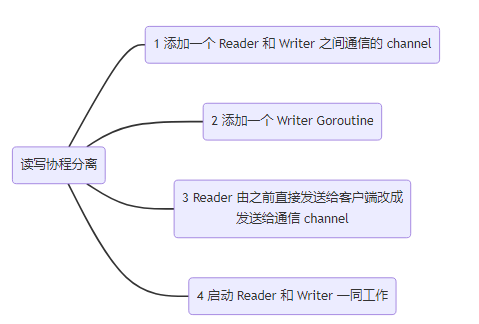 1 添加一个 Reader 和 Writer 之间通信的 channel
2 添加一个 Writer Goroutine
读写协程分离
3 Reader 由之前直接发送给客户端改成
发送给通信 channel
4 启动 Reader 和 Writer 一同工作